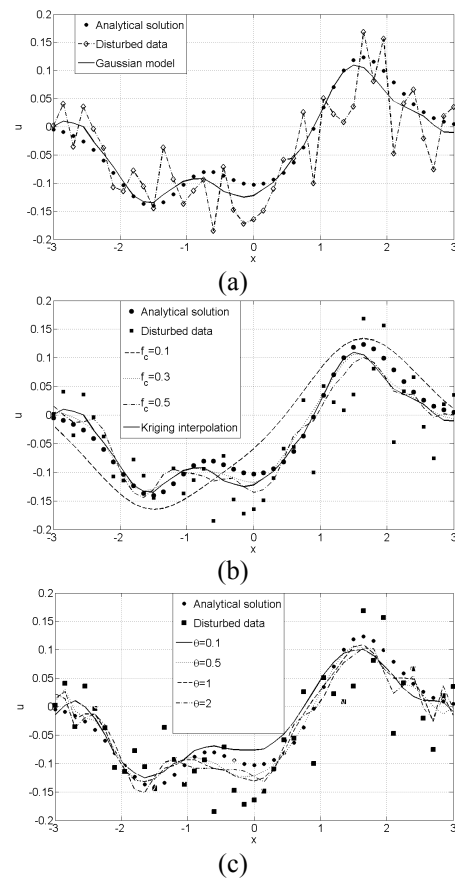 0.2
Analytical solution
0.15
Disturbed data
0.1
Gaussian model
0.05
0
u
-0.05
-0.1
-0.15
-0.2
-3 -2 -1 0 1 2 3
x
(a)
0.2
Analytical solution
0.15
Disturbed data
0.1
f_c=0.1
0.05
f_c=0.3
0
f_c=0.5
u
-0.05
Kriging interpolation
-0.1
-0.15
-0.2
-3 -2 -1 0 1 2 3
x
(b)
0.2
Analytical solution
0.15
Disturbed data
0.1
θ=0.1
0.05
θ=0.5
0
θ=1
u
-0.05
θ=2
-0.1
-0.15
-0.2
-3 -2 -1 0 1 2 3
x
(c)